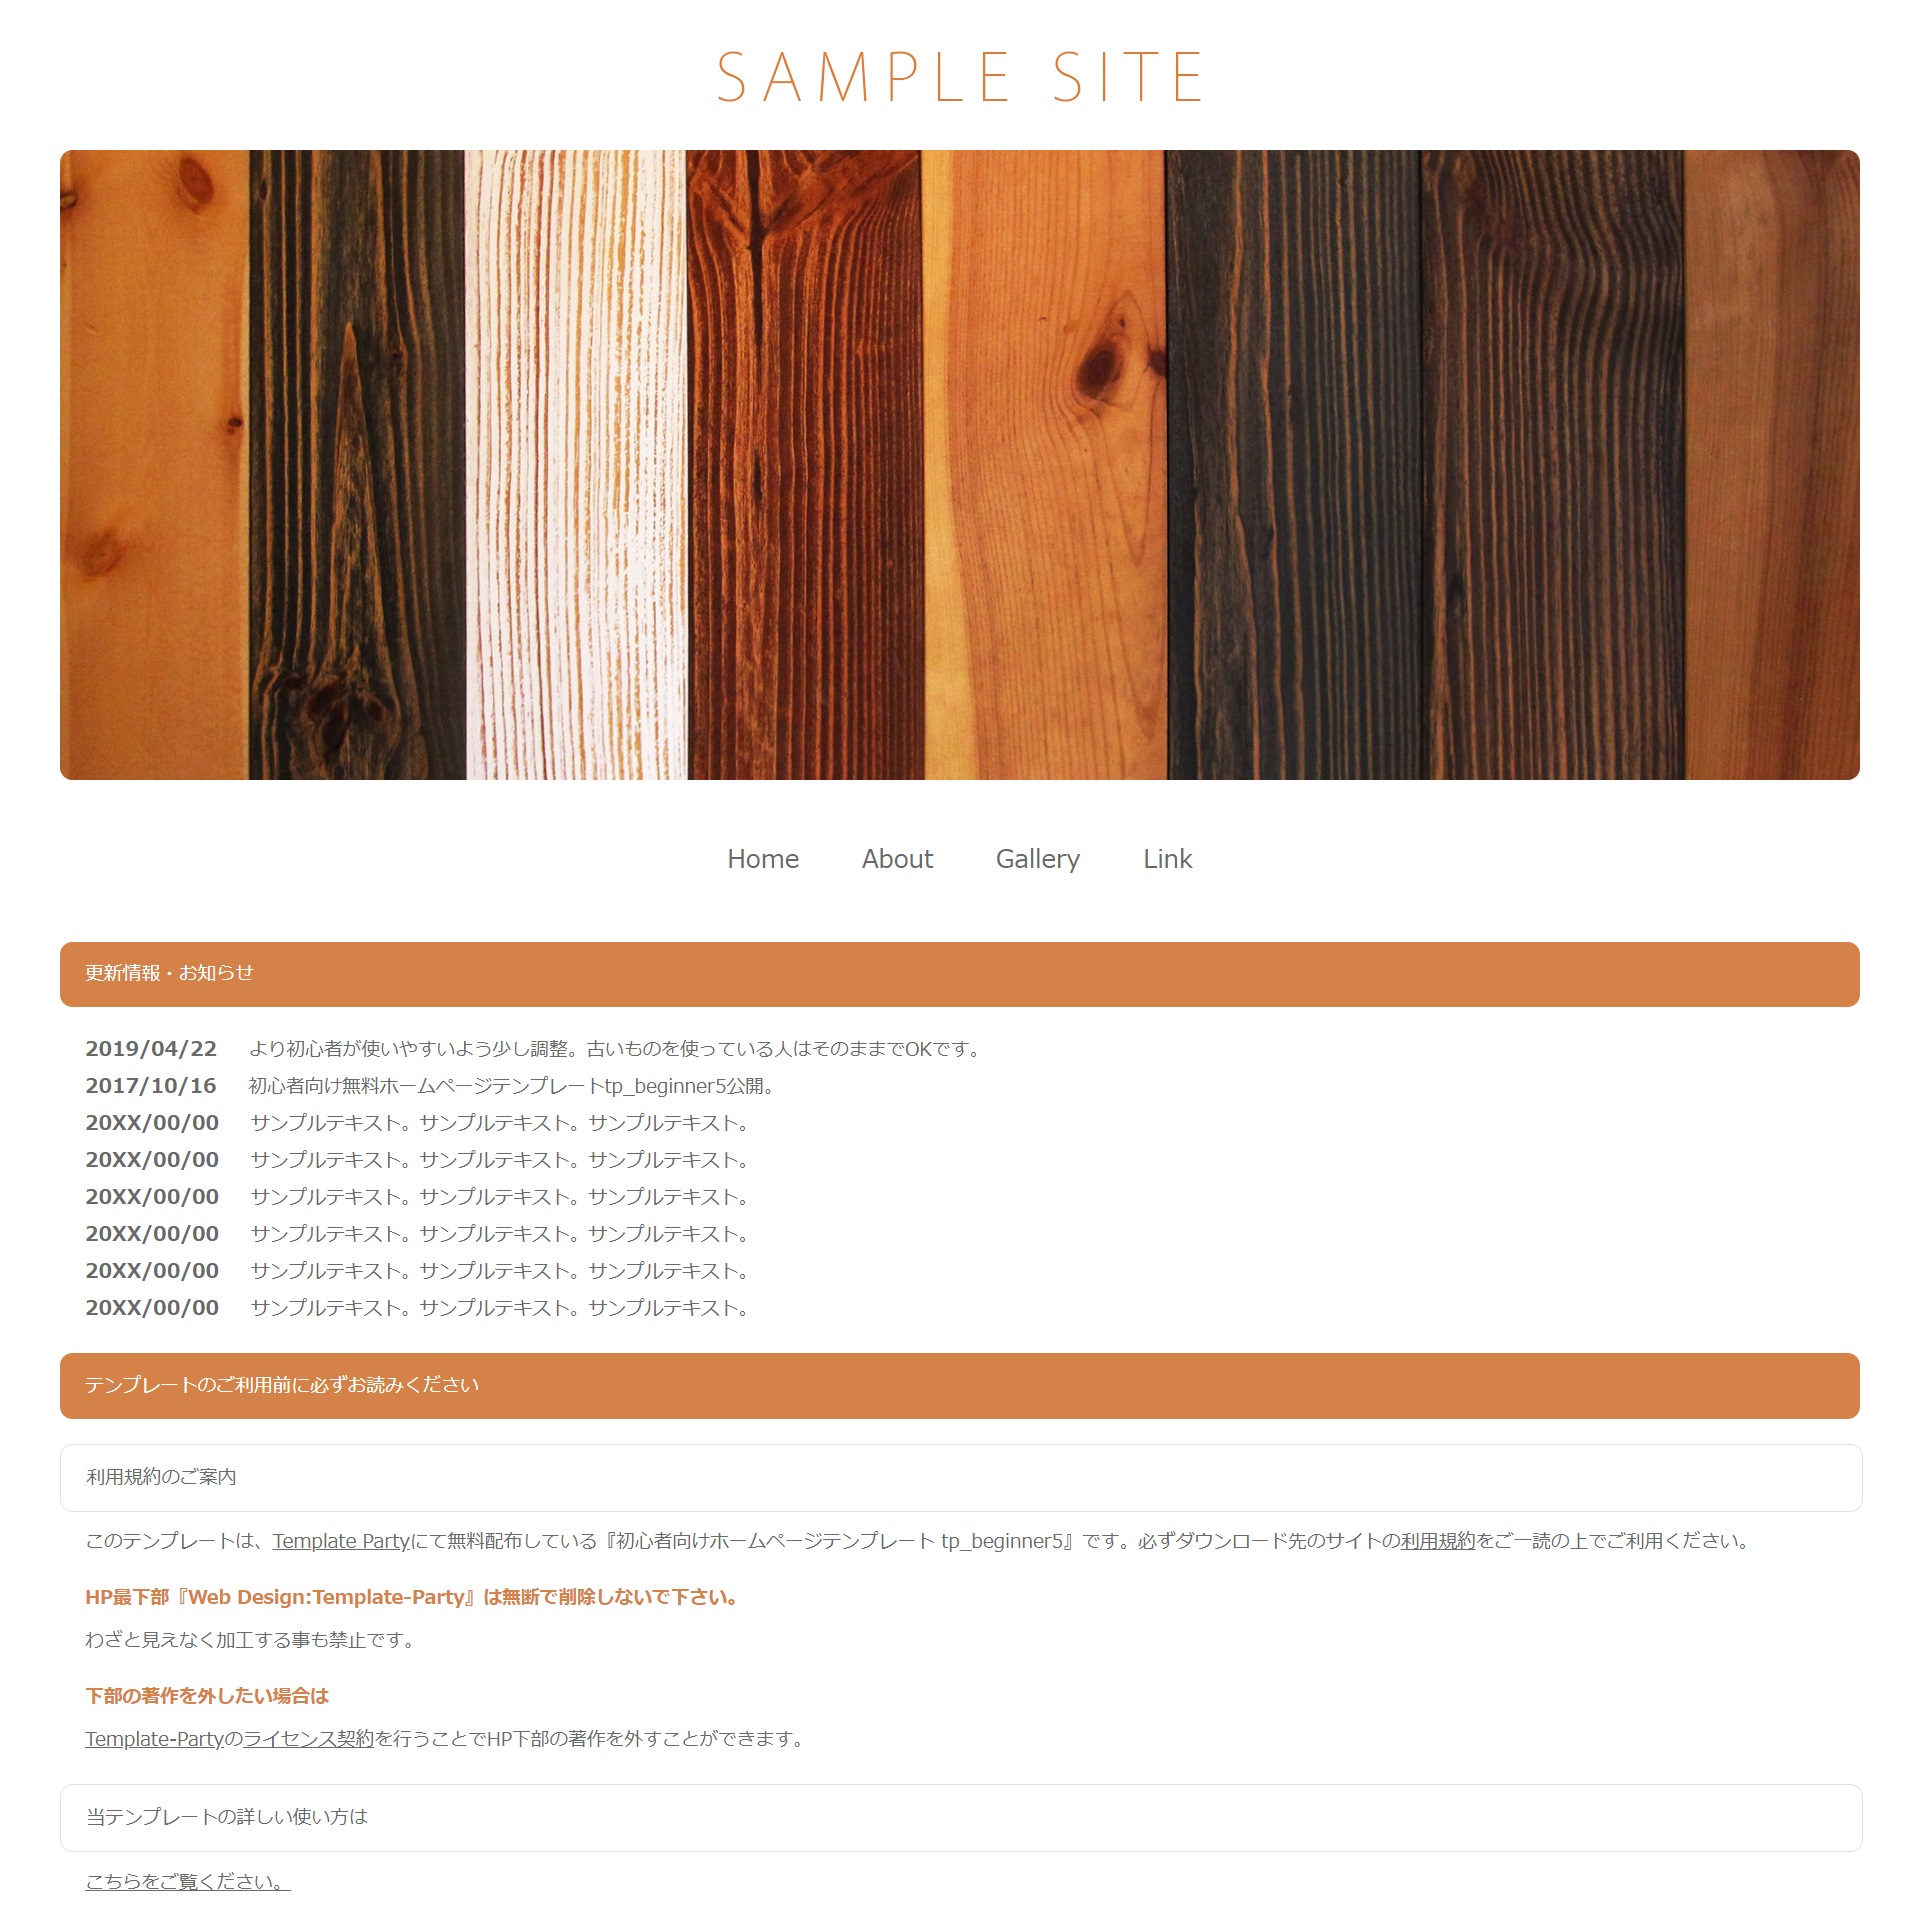 SAMPLE SITE
Home About Gallery Link
更新情報・お知らせ
2019/04/22 より初心者が使いやすいよう少し調整。古いものを使っている人はそのままでOKです。
2017/10/16 初心者向け無料ホームページテンプレートtp_beginner5公開。
20XX/00/00 サンプルテキスト。サンプルテキスト。サンプルテキスト。
20XX/00/00 サンプルテキスト。サンプルテキスト。サンプルテキスト。
20XX/00/00 サンプルテキスト。サンプルテキスト。サンプルテキスト。
20XX/00/00 サンプルテキスト。サンプルテキスト。サンプルテキスト。
20XX/00/00 サンプルテキスト。サンプルテキスト。サンプルテキスト。
20XX/00/00 サンプルテキスト。サンプルテキスト。サンプルテキスト。
テンプレートのご利用前に必ずお読みください
利用規約のご案内
このテンプレートは、Template Partyにて無料配布している『初心者向けホームページテンプレート tp_beginner5』です。必ずダウンロード先のサイトの利用規約をご一読の上でご利用ください。
HP最下部『Web Design:Template-Party』は無断で削除しないで下さい。
わざと見えなく加工する事も禁止です。
下部の著作を外したい場合は
Template-Partyのライセンス契約を行うことでHP下部の著作を外すことができます。
当テンプレートの詳しい使い方は
こちらをご覧ください。